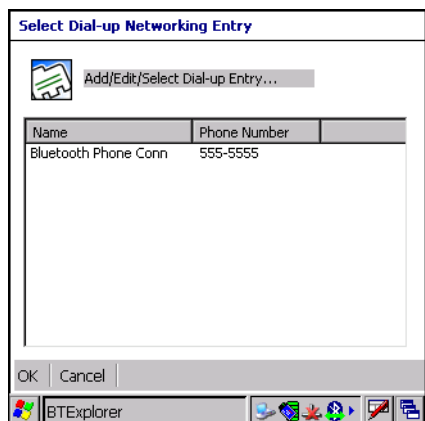 Select Dial-up Networking Entry
Add/Edit/Select Dial-up Entry...
Name Phone Number
Bluetooth Phone Conn 555-5555
OK Cancel
BTExplorer